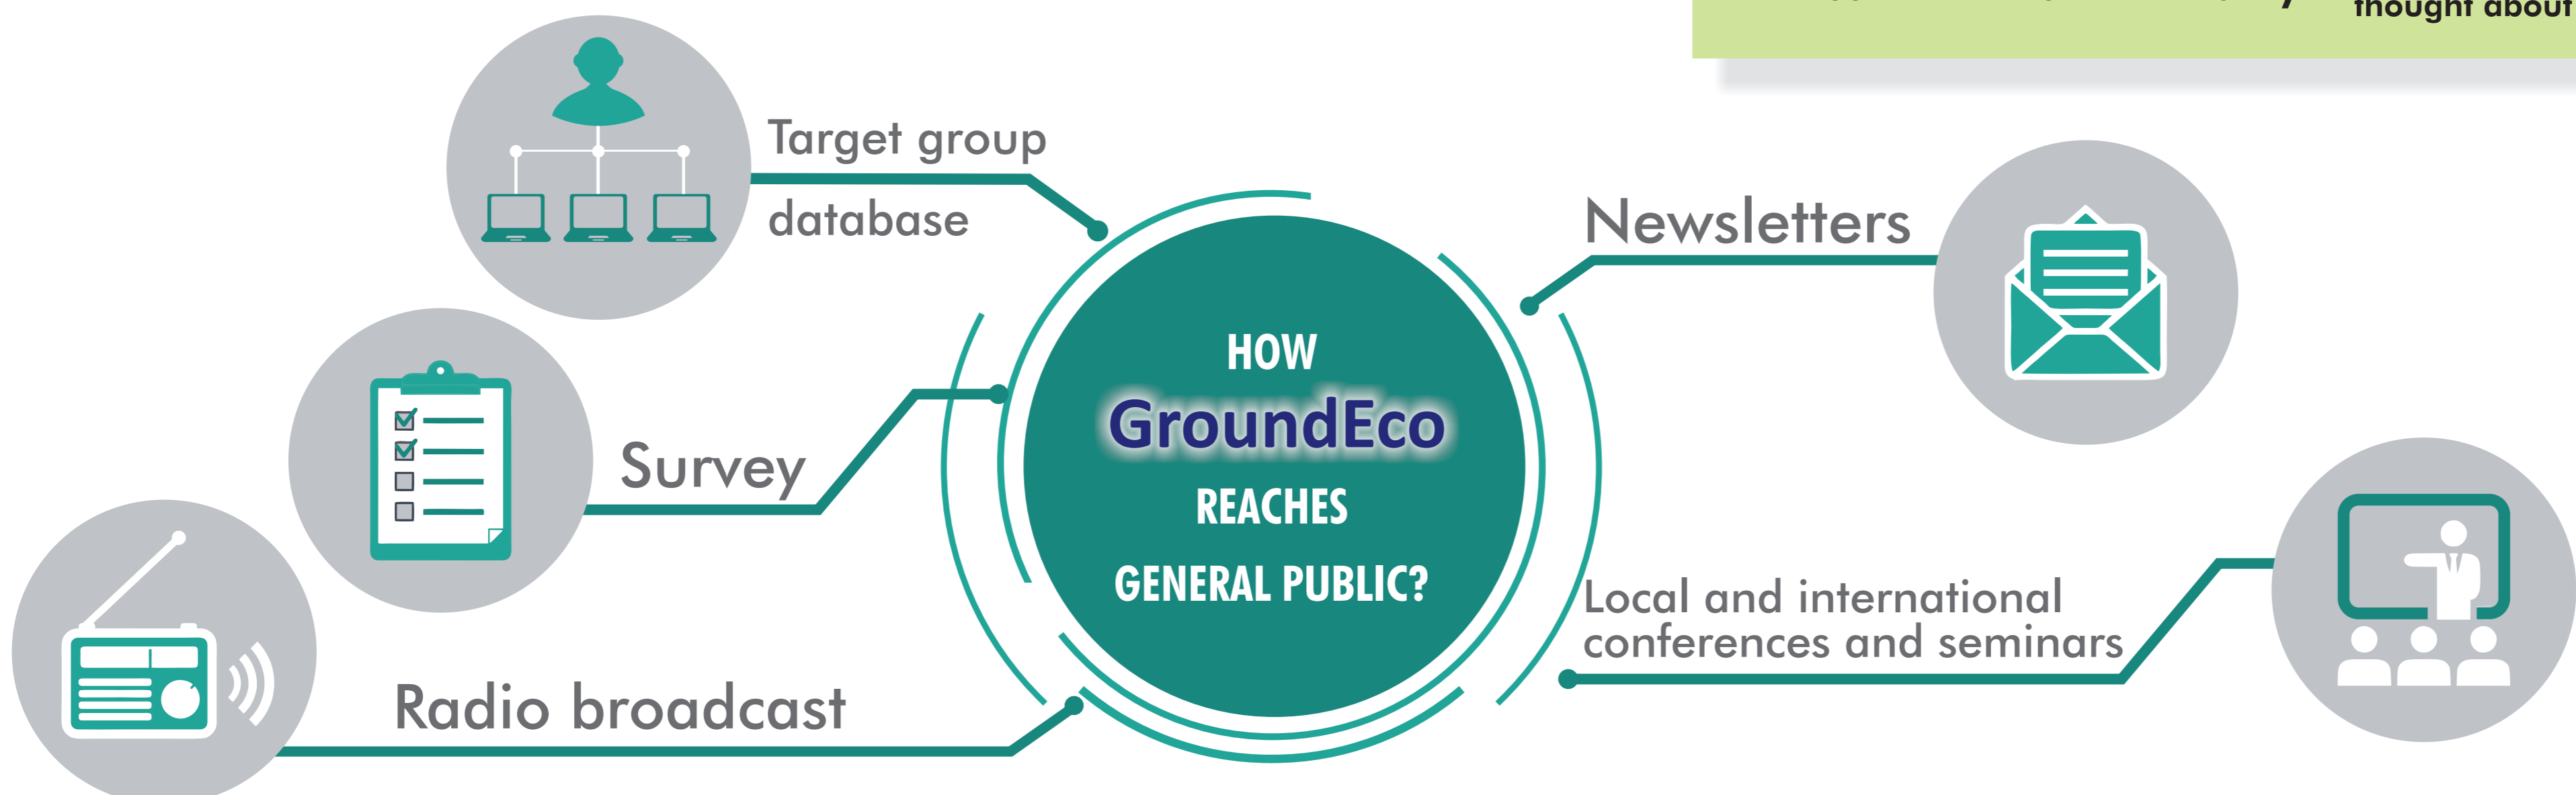 thought about
Target group
database
Newsletters
HOW
GroundEco
REACHES
GENERAL PUBLIC?
Survey
Local and international
conferences and seminars
Radio broadcast